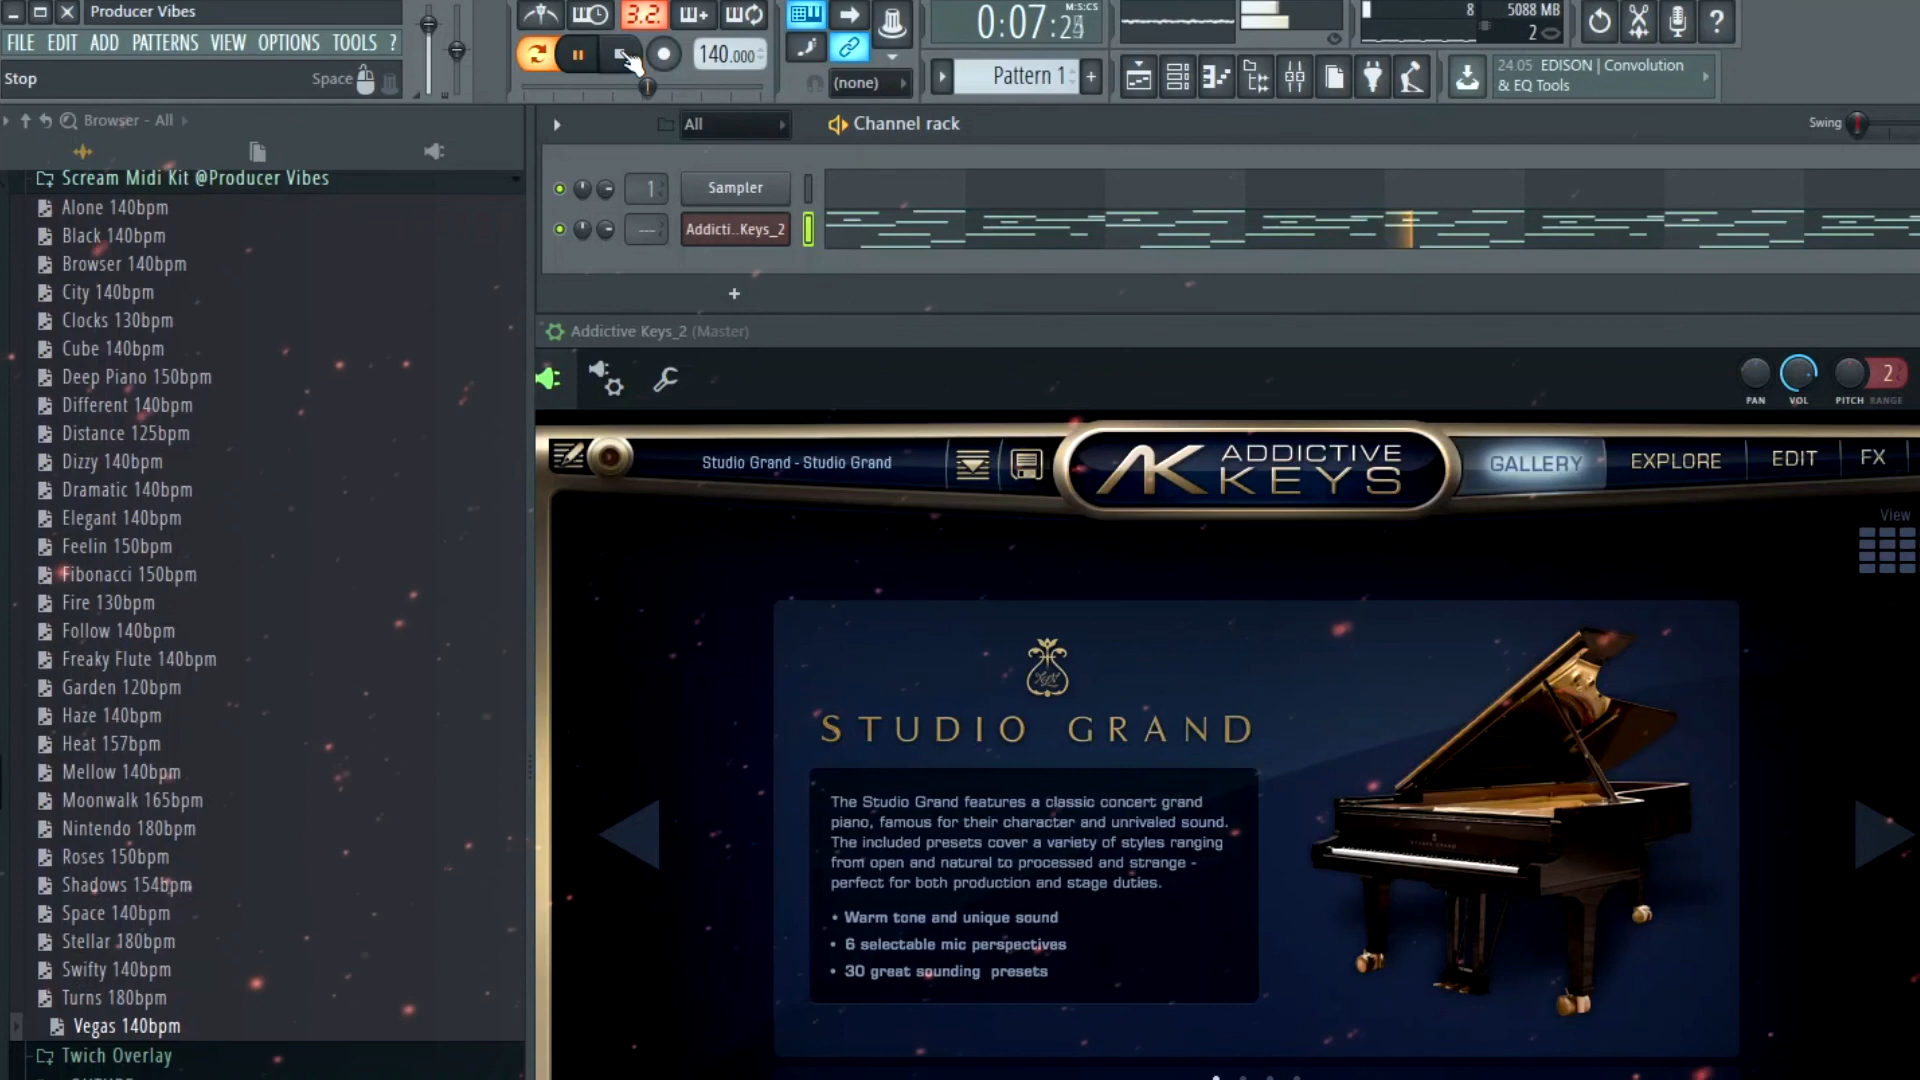 Producer Vibes
FILE EDIT ADD PATTERNS VIEW OPTIONS TOOLS ?
Stop
Space
3.2.
140.000
(none)
M:S:CS
Pattern 1
8
5088 MB
2
24.05 EDISON | Convolution
& EQ Tools
Browser - All
All
Channel rack
Swing
Scream Midi Kit @Producer Vibes
Alone 140bpm
Black 140bpm
Browser 140bpm
City 140bpm
Clocks 130bpm
Cube 140bpm
Deep Piano 150bpm
Different 140bpm
Distance 125bpm
Dizzy 140bpm
Dramatic 140bpm
Elegant 140bpm
Feelin 150bpm
Fibonacci 150bpm
Fire 130bpm
Follow 140bpm
Freaky Flute 140bpm
Garden 120bpm
Haze 140bpm
Heat 157bpm
Mellow 140bpm
Moonwalk 165bpm
Nintendo 180bpm
Roses 150bpm
Shadows 154bpm
Space 140bpm
Stellar 180bpm
Swifty 140bpm
Turns 180bpm
Vegas 140bpm
Twich Overlay
1
Sampler
---
Addicti..Keys_2
+
Addictive Keys_2 (Master)
2
PAN VOL PITCH RANGE
Studio Grand - Studio Grand
ADDICTIVE
KEYS
GALLERY
EXPLORE
EDIT
FX
View
STUDIO GRAND
The Studio Grand features a classic concert grand
piano, famous for their character and unrivaled sound.
The included presets cover a variety of styles ranging
from open and natural to processed and strange -
perfect for both production and stage duties.
• Warm tone and unique sound
• 6 selectable mic perspectives
• 30 great sounding presets